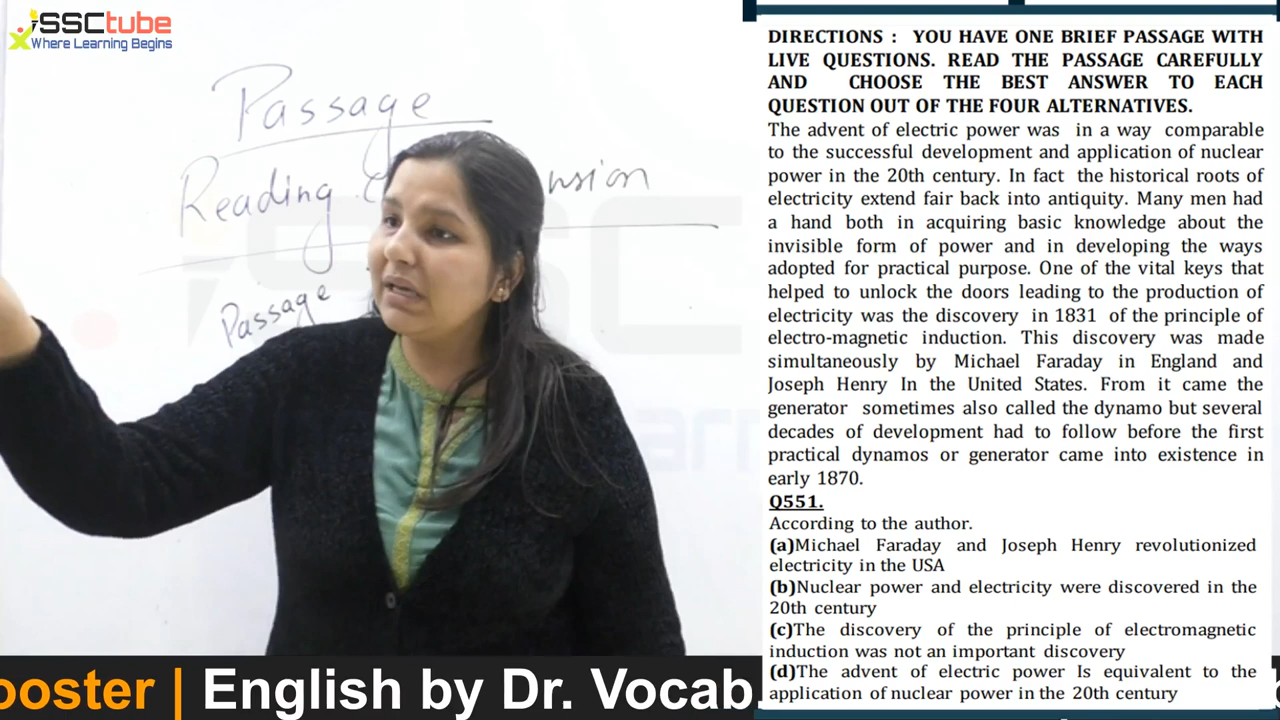 SSCtube
Where Learning Begins
Passage
Reading
nsion
Passage
DIRECTIONS : YOU HAVE ONE BRIEF PASSAGE WITH
LIVE QUESTIONS. READ THE PASSAGE CAREFULLY
AND CHOOSE THE BEST ANSWER TO EACH
QUESTION OUT OF THE FOUR ALTERNATIVES.
The advent of electric power was in a way comparable
to the successful development and application of nuclear
power in the 20th century. In fact the historical roots of
electricity extend fair back into antiquity. Many men had
a hand both in acquiring basic knowledge about the
invisible form of power and in developing the ways
adopted for practical purpose. One of the vital keys that
helped to unlock the doors leading to the production of
electricity was the discovery in 1831 of the principle of
electro-magnetic induction. This discovery was made
simultaneously by Michael Faraday in England and
Joseph Henry In the United States. From it came the
generator sometimes also called the dynamo but several
decades of development had to follow before the first
practical dynamos or generator came into existence in
early 1870.
Q551.
According to the author.
(a)Michael Faraday and Joseph Henry revolutionized
electricity in the USA
(b)Nuclear power and electricity were discovered in the
20th century
(c)The discovery of the principle of electromagnetic
induction was not an important discovery
(d)The advent of electric power Is equivalent to the
application of nuclear power in the 20th century
ooster | English by Dr. Vocab.